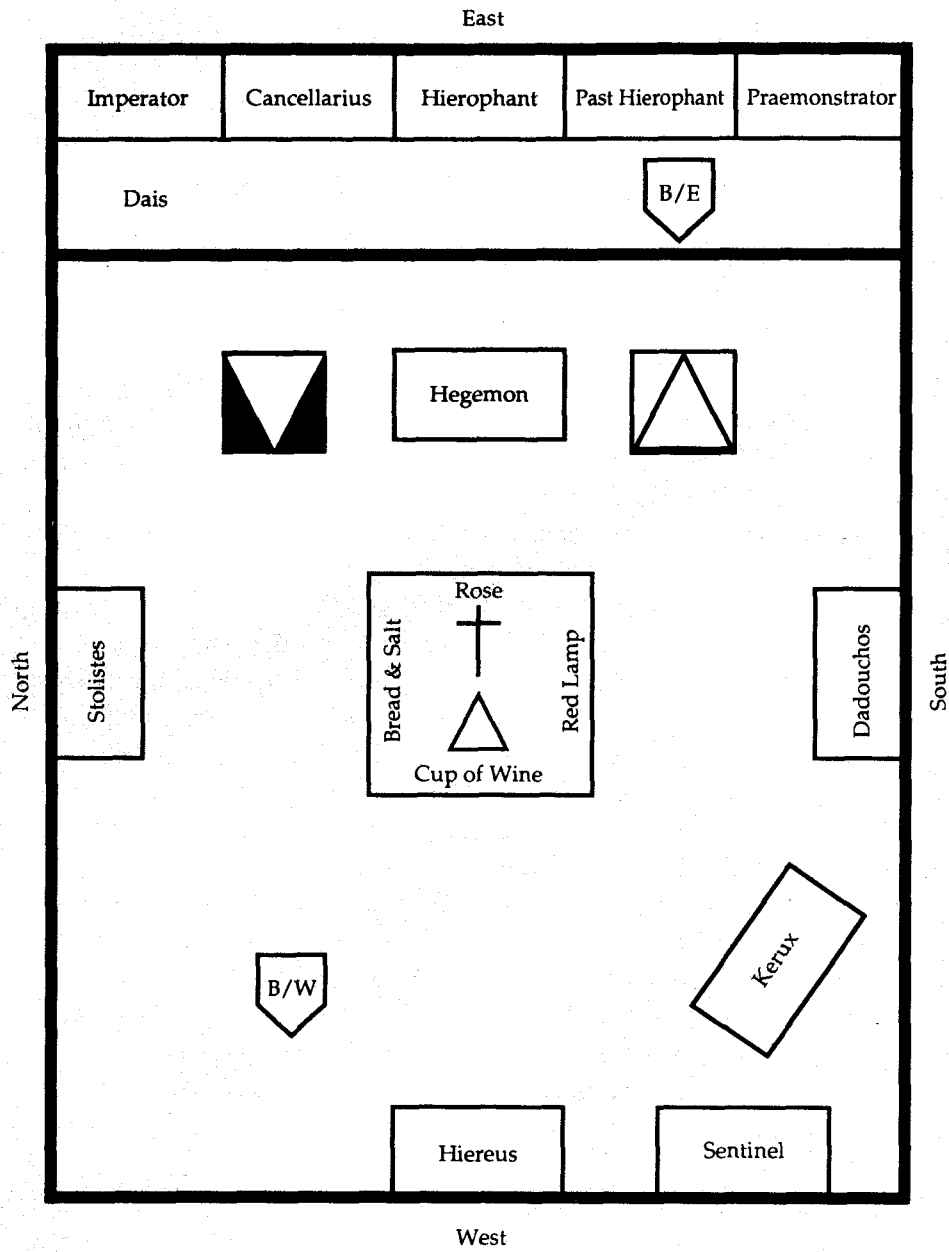 East
Imperator
Cancellarius
Hierophant
Past Hierophant
Praemonstrator
Dais
B/E
Hegemon
North
Stolistes
Rose
Bread & Salt
Red Lamp
Cup of Wine
Dadouchos
South
Kerux
B/W
Hiereus
Sentinel
West